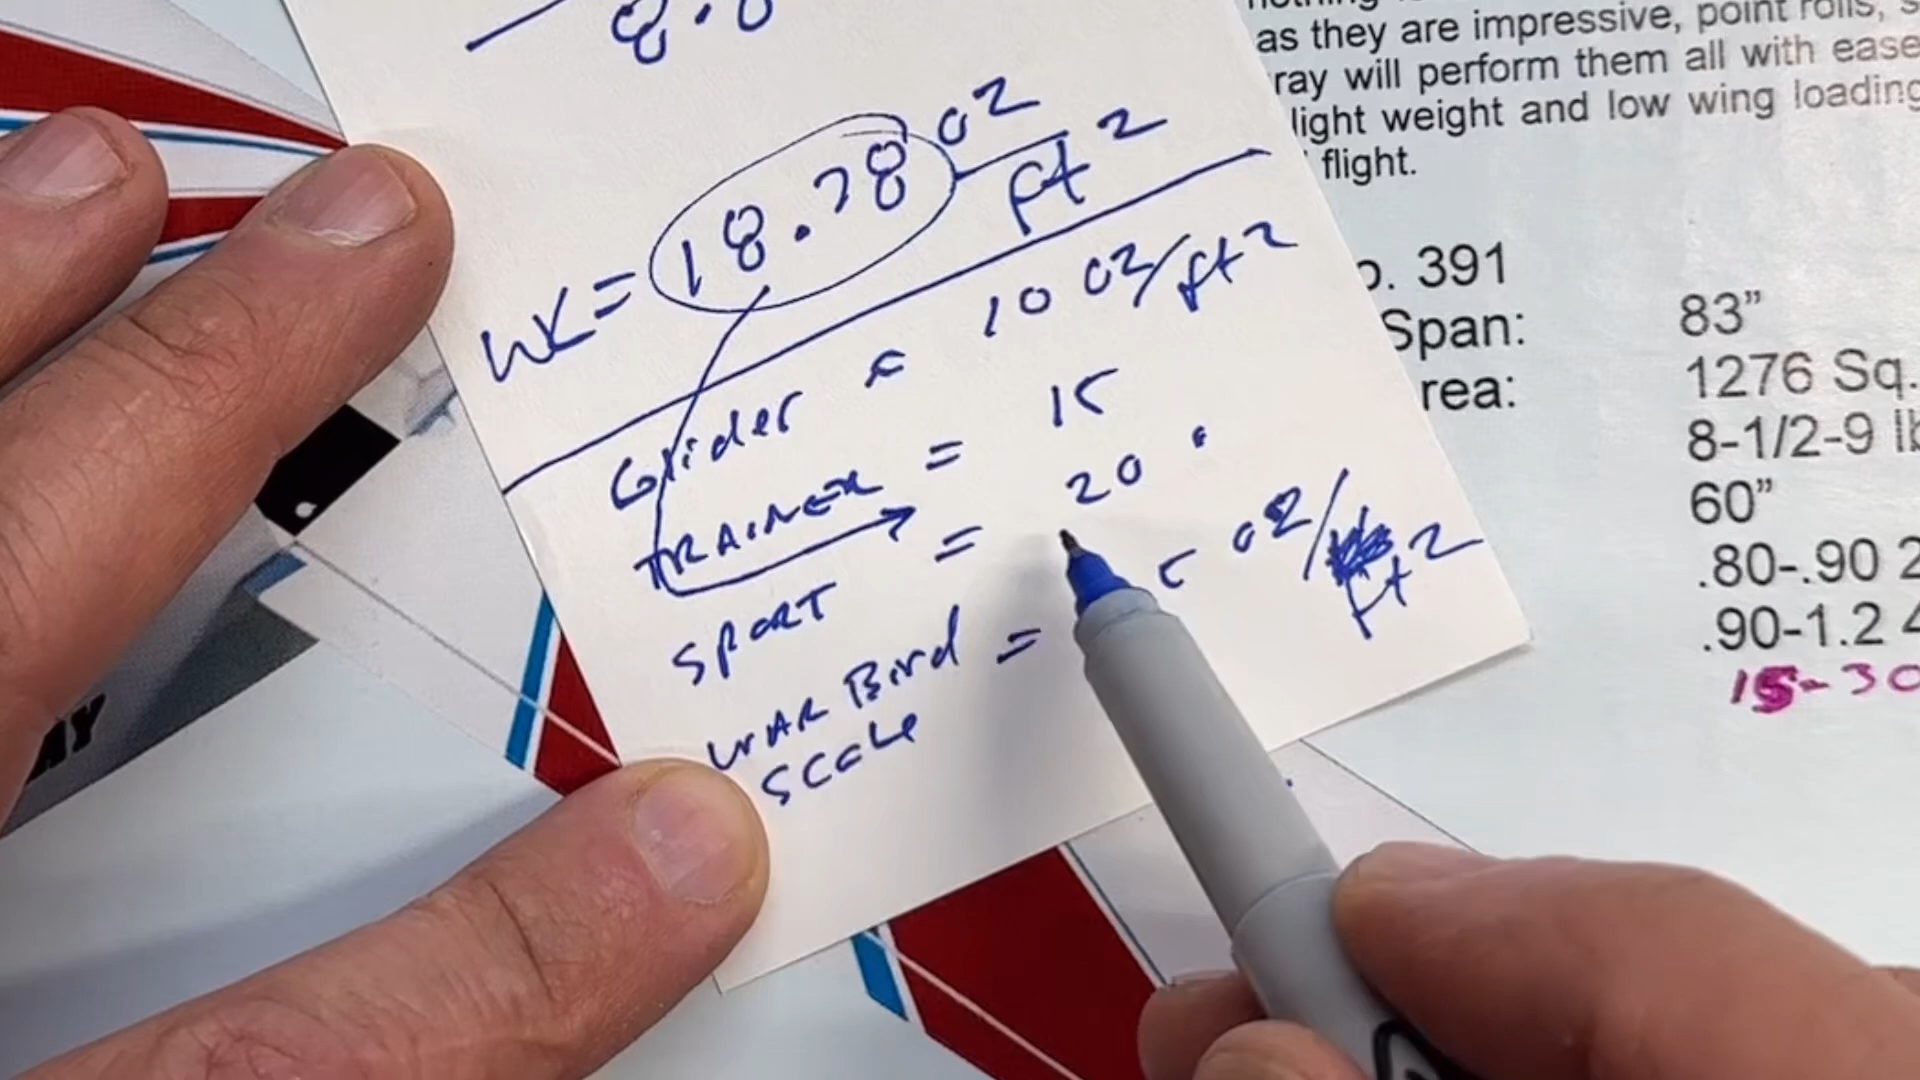 8.8
WK = 18.78 oz/ft2
Glider = 10 oz/ft2
TRAINER = 15
SPORT = 20
WAR Bird = oz/ft2
Scale
as they are impressive, point rolls,
ray will perform them all with ease
light weight and low wing loading
flight.
o. 391
Span: 83”
rea: 1276 Sq.
8-1/2-9 lb
60”
.80-.90 2
.90-1.2 4
15-30
AY